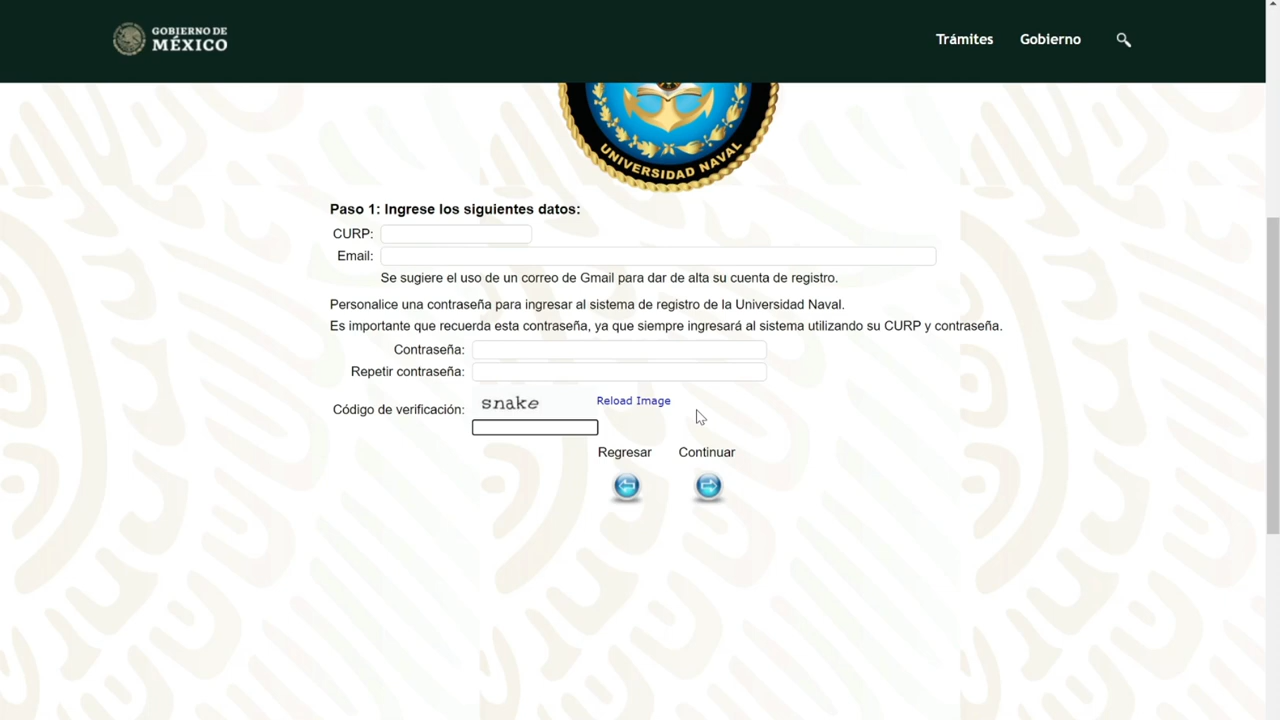 GOBIERNO DE
MÉXICO
Trámites
Gobierno
UNIVERSIDAD NAVAL
Paso 1: Ingrese los siguientes datos:
CURP:
Email:
Se sugiere el uso de un correo de Gmail para dar de alta su cuenta de registro.
Personalice una contraseña para ingresar al sistema de registro de la Universidad Naval.
Es importante que recuerda esta contraseña, ya que siempre ingresará al sistema utilizando su CURP y contraseña.
Contraseña:
Repetir contraseña:
Código de verificación:
snake
Reload Image
Regresar
Continuar